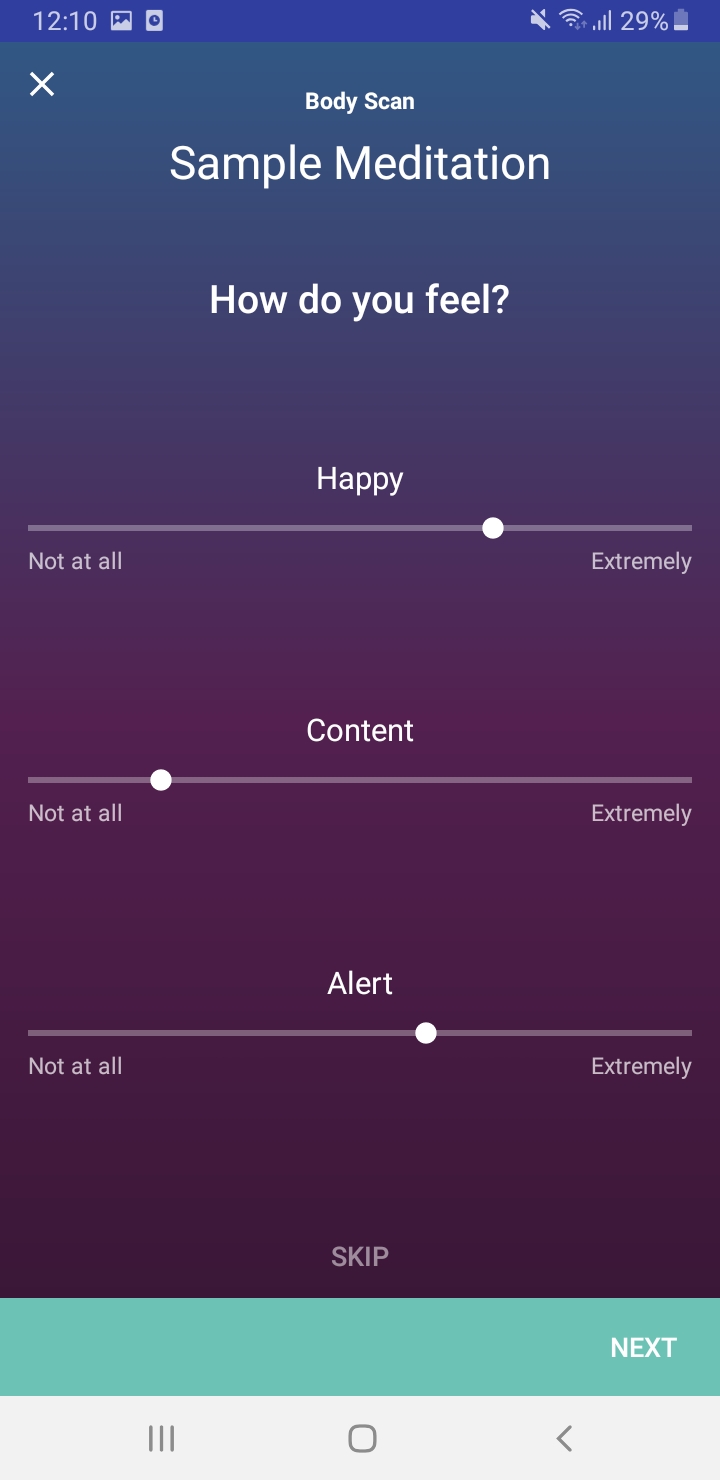 12:10 29%
Body Scan
Sample Meditation
How do you feel?
Happy
Not at all Extremely
Content
Not at all Extremely
Alert
Not at all Extremely
SKIP
NEXT